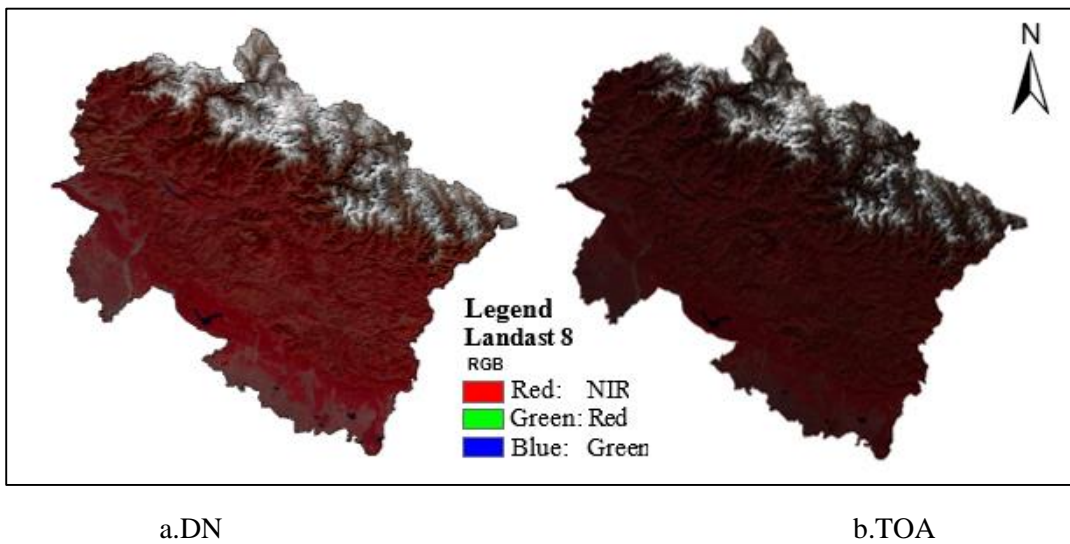 N
Legend
Landast 8
RGB
Red: NIR
Green: Red
Blue: Green
a.DN
b.TOA